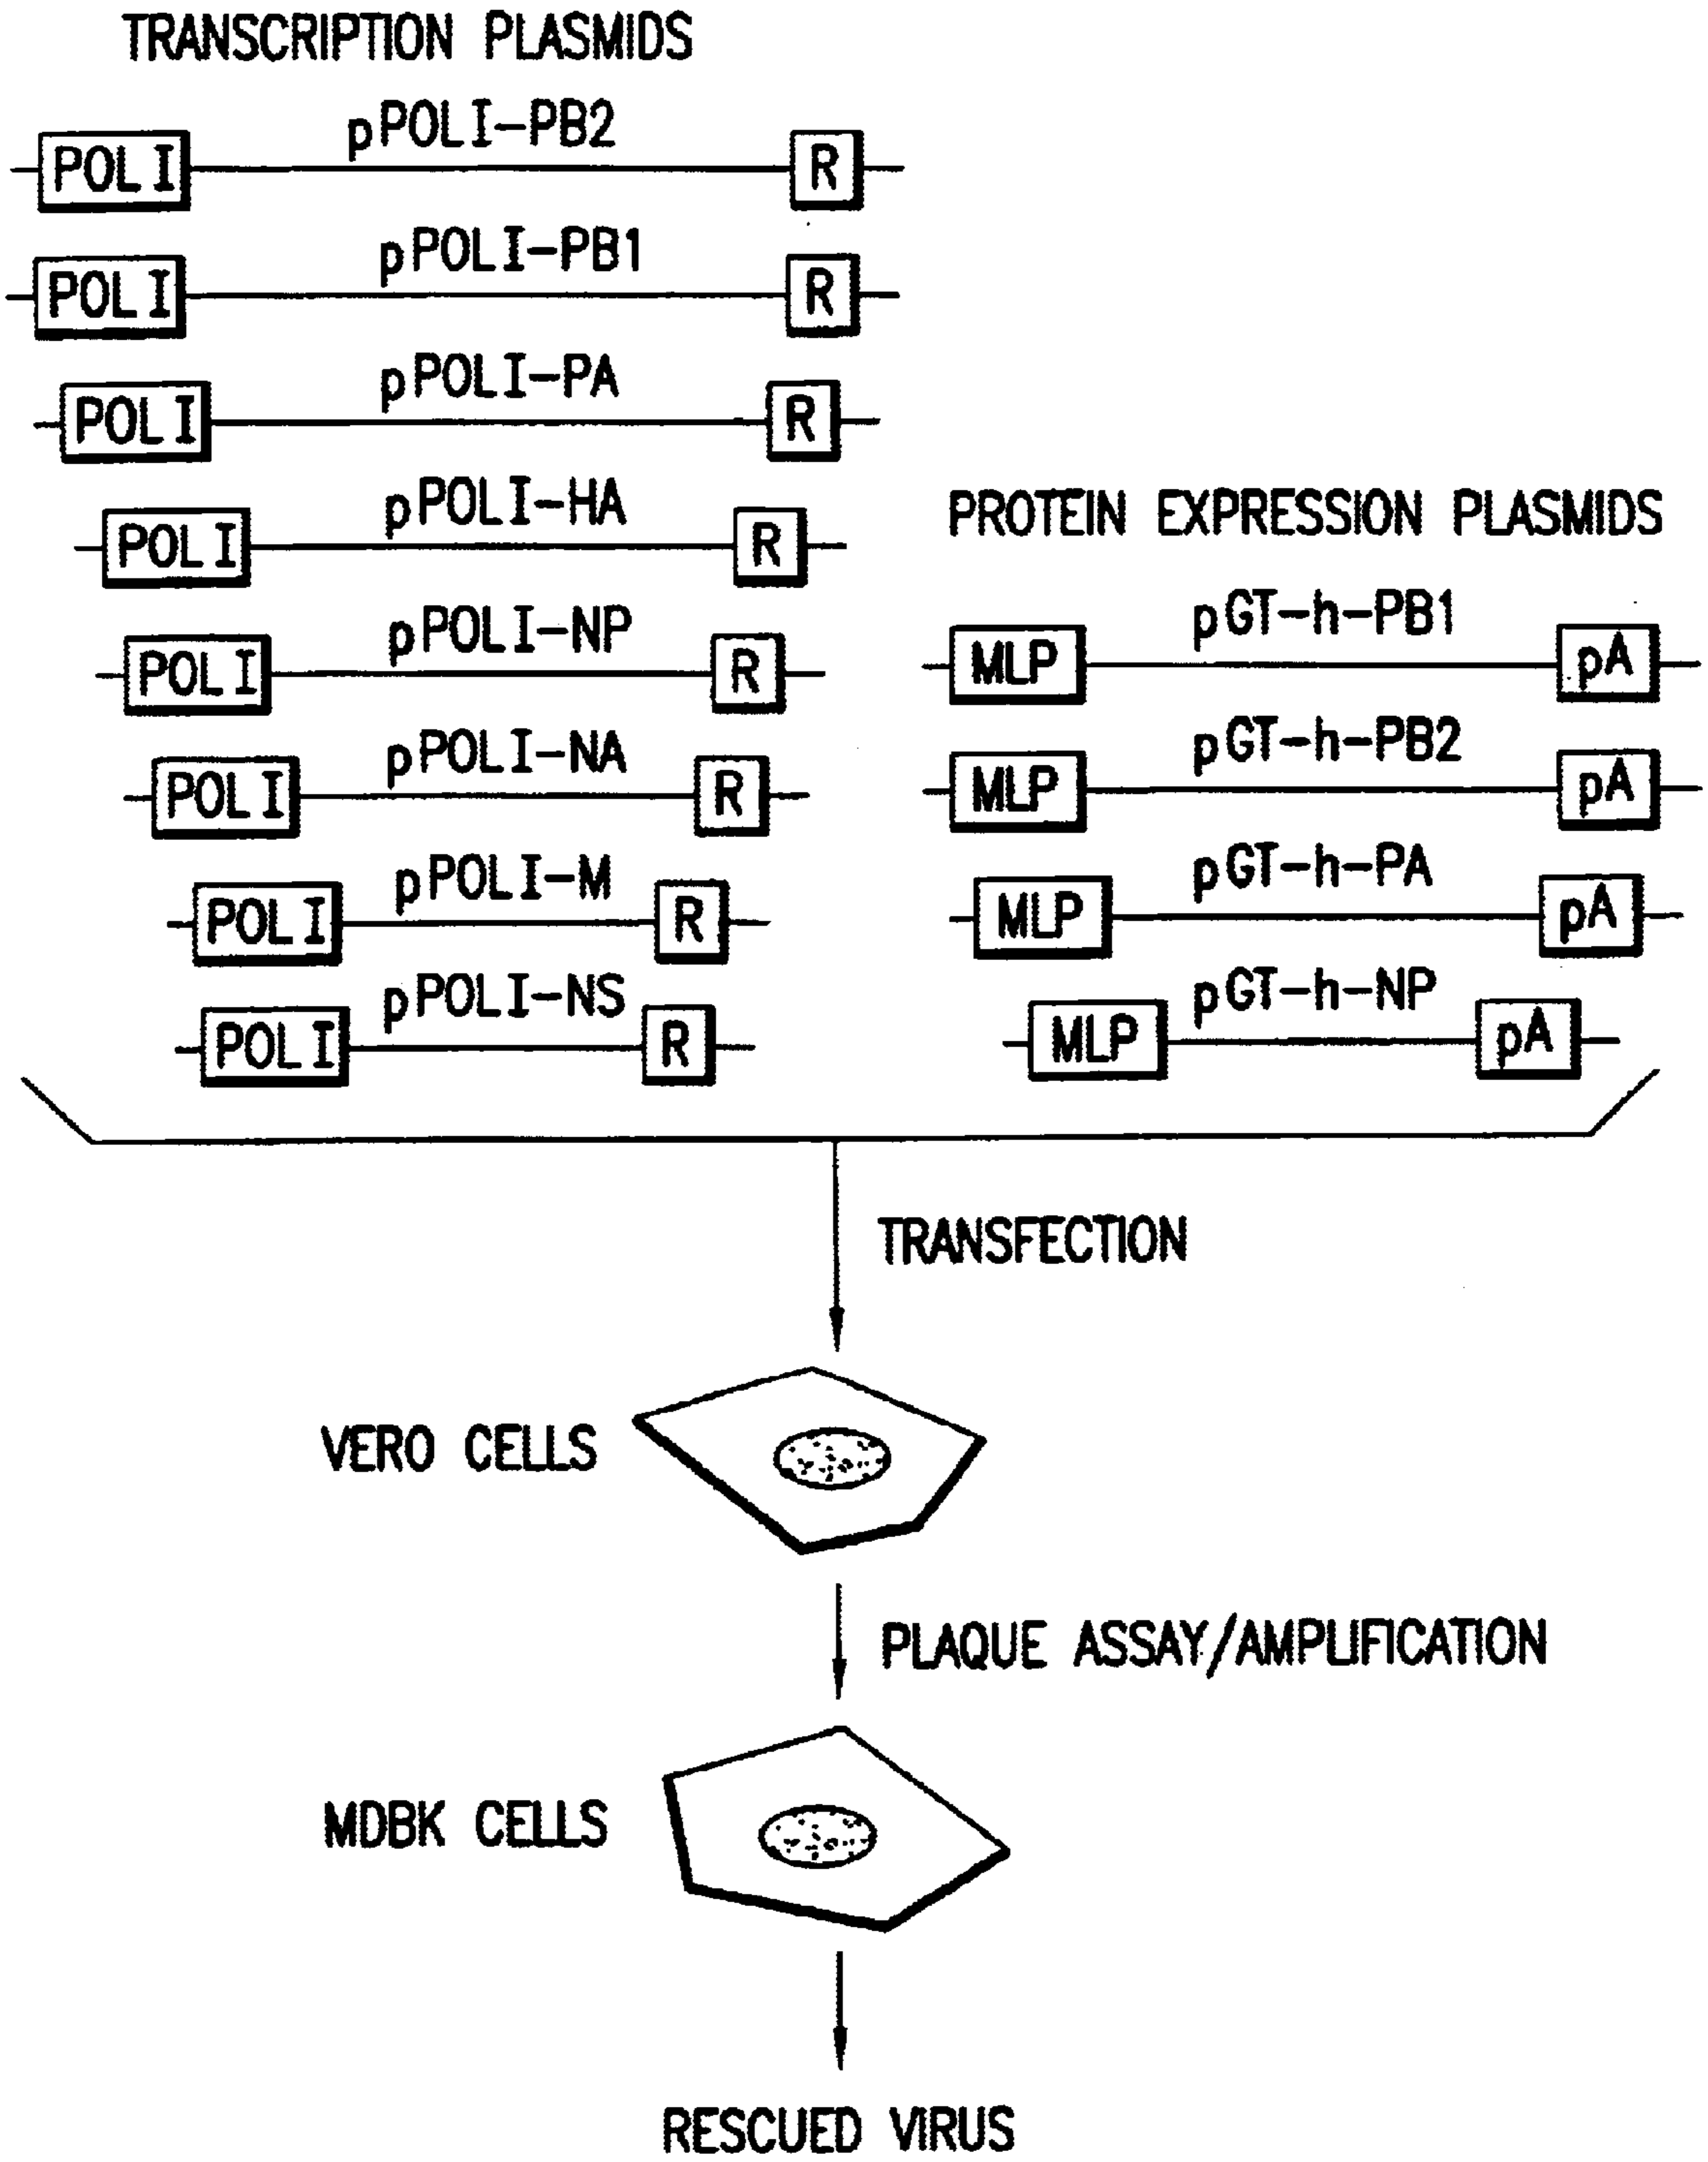 TRANSCRIPTION PLASMIDS
pPOLI-PB2
POLI R
pPOLI-PB1
POLI R
pPOLI-PA
POLI R
pPOLI-HA
POLI R
pPOLI-NP
POLI R
pPOLI-NA
POLI R
pPOLI-M
POLI R
pPOLI-NS
POLI R
PROTEIN EXPRESSION PLASMIDS
pGT-h-PB1
MLP pA
pGT-h-PB2
MLP pA
pGT-h-PA
MLP pA
pGT-h-NP
MLP pA
TRANSFECTION
VERO CELLS
PLAQUE ASSAY/AMPLIFICATION
MDBK CELLS
RESCUED VIRUS